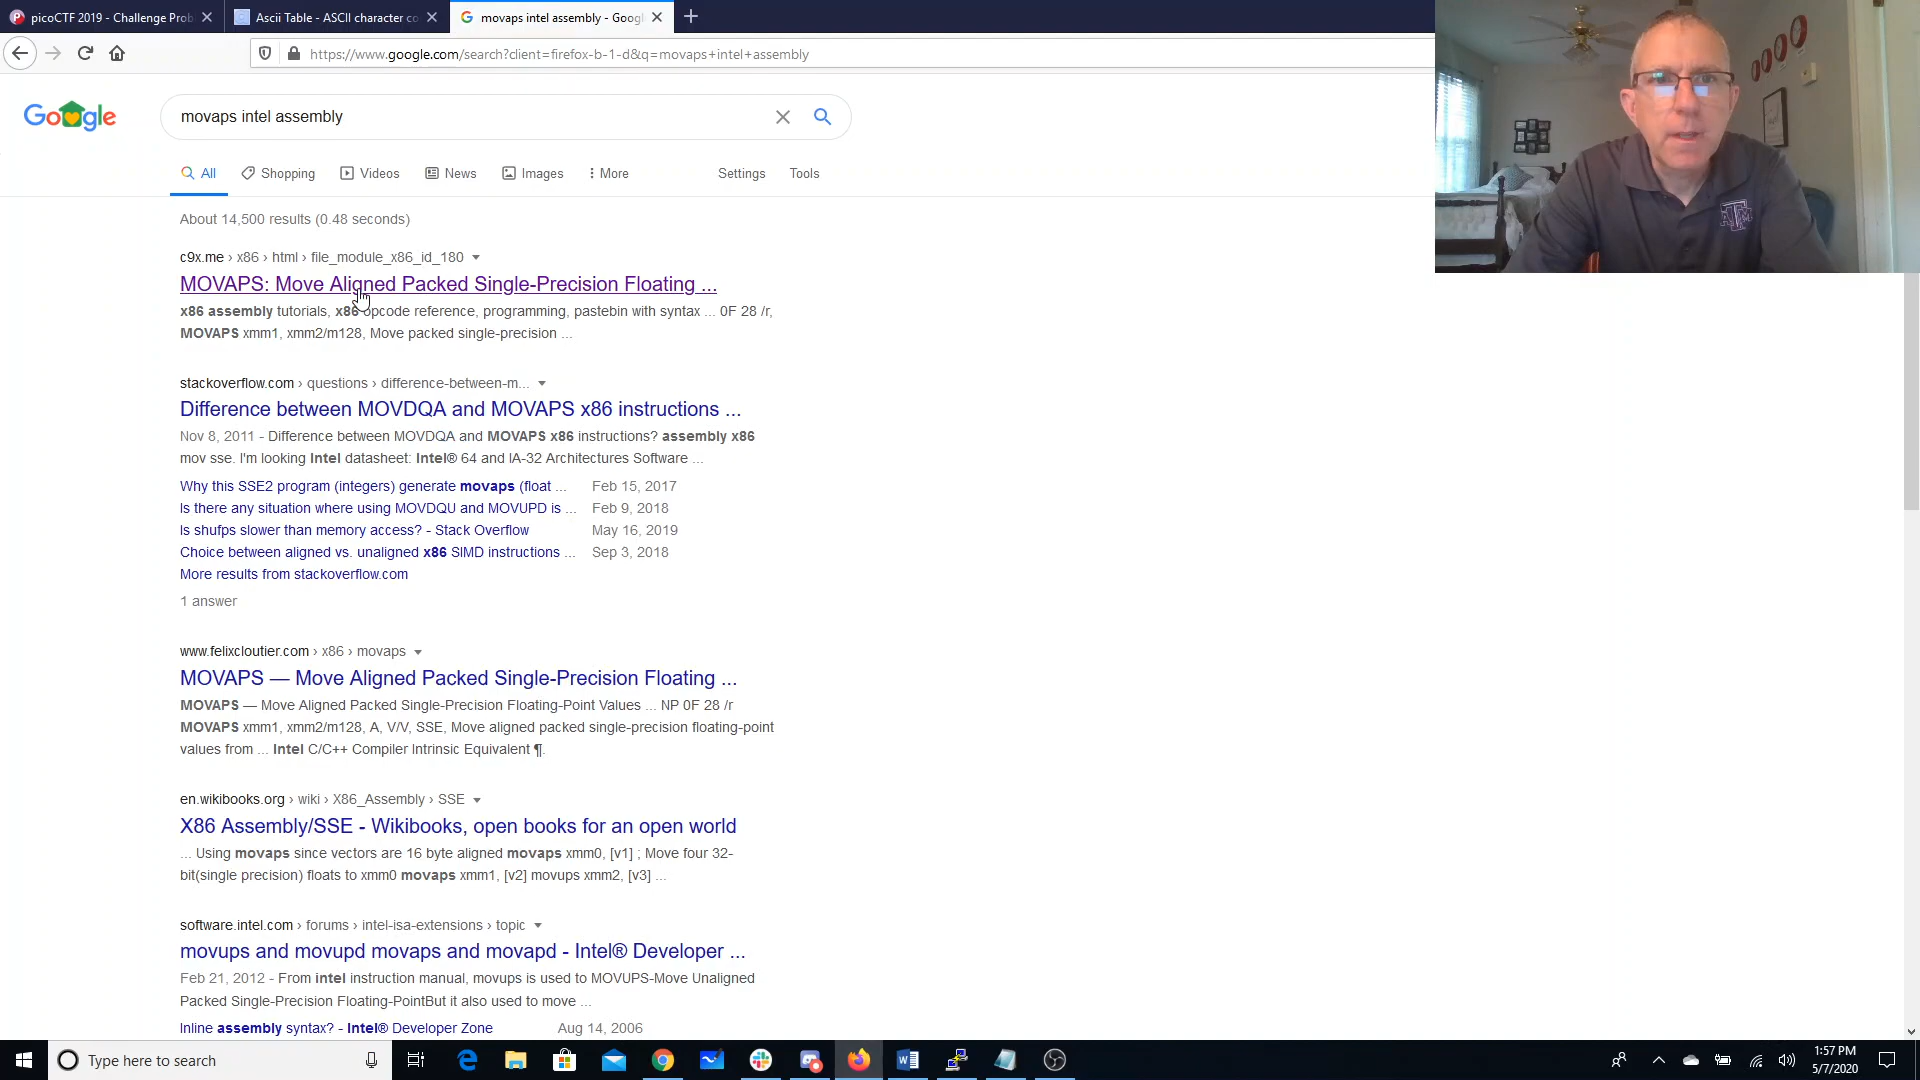 picoCTF 2019 - Challenge Prob
Ascii Table - ASCII character co
movaps intel assembly - Googl
https://www.google.com/search?client=firefox-b-1-d&q=movaps+intel+assembly
Google
movaps intel assembly
All
Shopping
Videos
News
Images
More
Settings
Tools
About 14,500 results (0.48 seconds)
c9x.me › x86 › html › file_module_x86_id_180
MOVAPS: Move Aligned Packed Single-Precision Floating ...
x86 assembly tutorials, x86 opcode reference, programming, pastebin with syntax ... 0F 28 /r,
MOVAPS xmm1, xmm2/m128, Move packed single-precision ...
stackoverflow.com › questions › difference-between-m...
Difference between MOVDQA and MOVAPS x86 instructions ...
Nov 8, 2011 - Difference between MOVDQA and MOVAPS x86 instructions? assembly x86
mov sse. I'm looking Intel datasheet: Intel® 64 and IA-32 Architectures Software ...
Why this SSE2 program (integers) generate movaps (float ... Feb 15, 2017
Is there any situation where using MOVDQU and MOVUPD is ... Feb 9, 2018
Is shufps slower than memory access? - Stack Overflow May 16, 2019
Choice between aligned vs. unaligned x86 SIMD instructions ... Sep 3, 2018
More results from stackoverflow.com
1 answer
www.felixcloutier.com › x86 › movaps
MOVAPS — Move Aligned Packed Single-Precision Floating ...
MOVAPS — Move Aligned Packed Single-Precision Floating-Point Values ... NP 0F 28 /r
MOVAPS xmm1, xmm2/m128, A, V/V, SSE, Move aligned packed single-precision floating-point
values from ... Intel C/C++ Compiler Intrinsic Equivalent ¶.
en.wikibooks.org › wiki › X86_Assembly › SSE
X86 Assembly/SSE - Wikibooks, open books for an open world
... Using movaps since vectors are 16 byte aligned movaps xmm0, [v1] ; Move four 32-
bit(single precision) floats to xmm0 movaps xmm1, [v2] movups xmm2, [v3] ...
software.intel.com › forums › intel-isa-extensions › topic
movups and movupd movaps and movapd - Intel® Developer ...
Feb 21, 2012 - From intel instruction manual, movups is used to MOVUPS-Move Unaligned
Packed Single-Precision Floating-PointBut it also used to move ...
Inline assembly syntax? - Intel® Developer Zone Aug 14, 2006
Type here to search
1:57 PM
5/7/2020
ATM